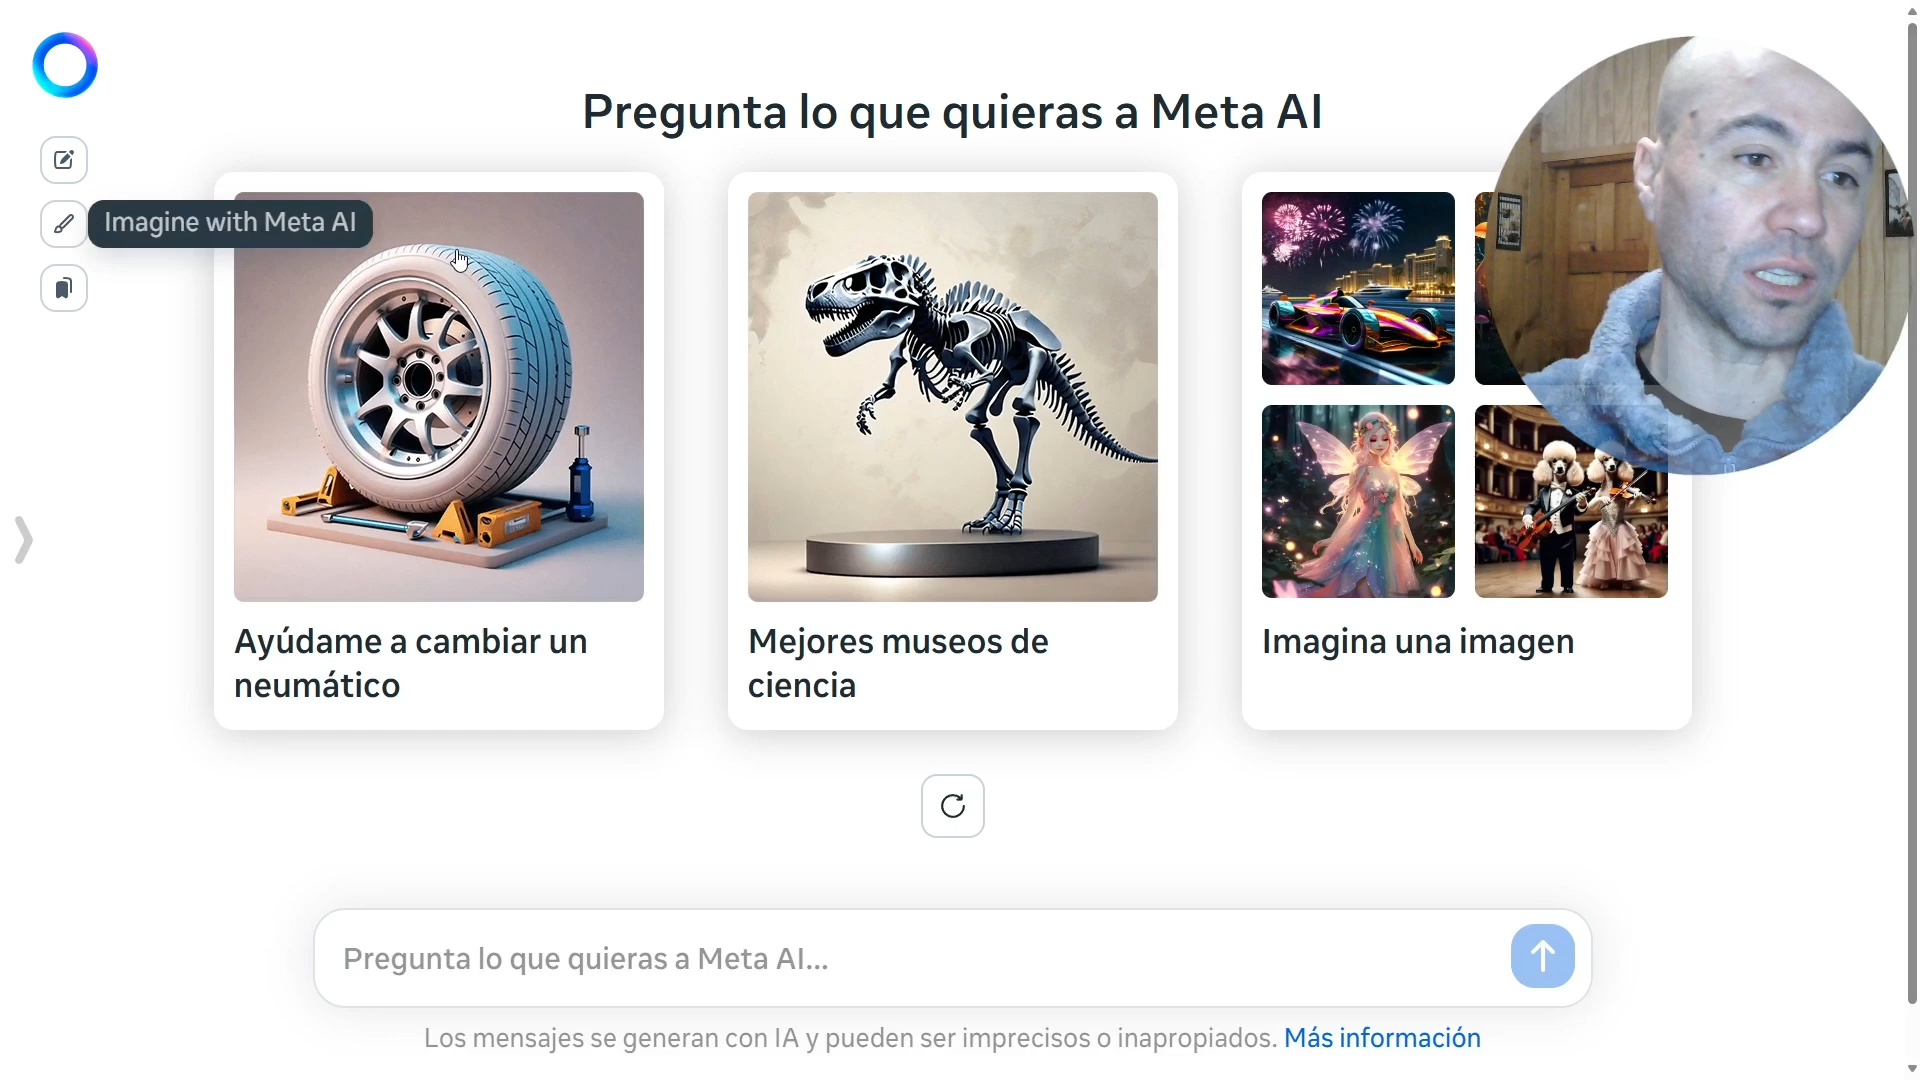 Pregunta lo que quieras a Meta AI
Imagine with Meta AI
Ayúdame a cambiar un
neumático
Mejores museos de
ciencia
Imagina una imagen
Pregunta lo que quieras a Meta AI...
Los mensajes se generan con IA y pueden ser imprecisos o inapropiados. Más información